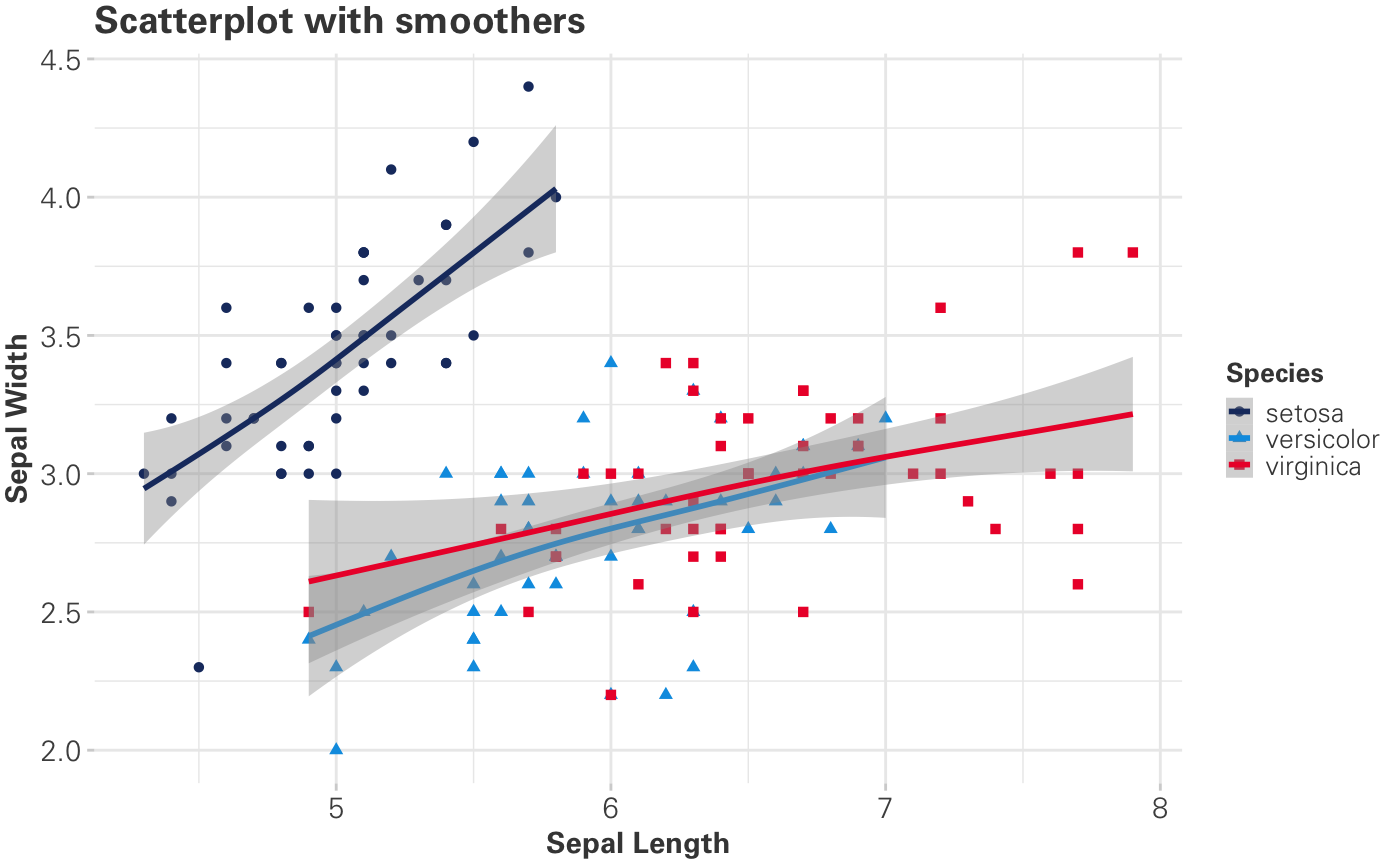 Scatterplot with smoothers
4.5
4.0
3.5
3.0
2.5
2.0
Sepal Width
5
6
7
8
Sepal Length
Species
setosa
versicolor
virginica